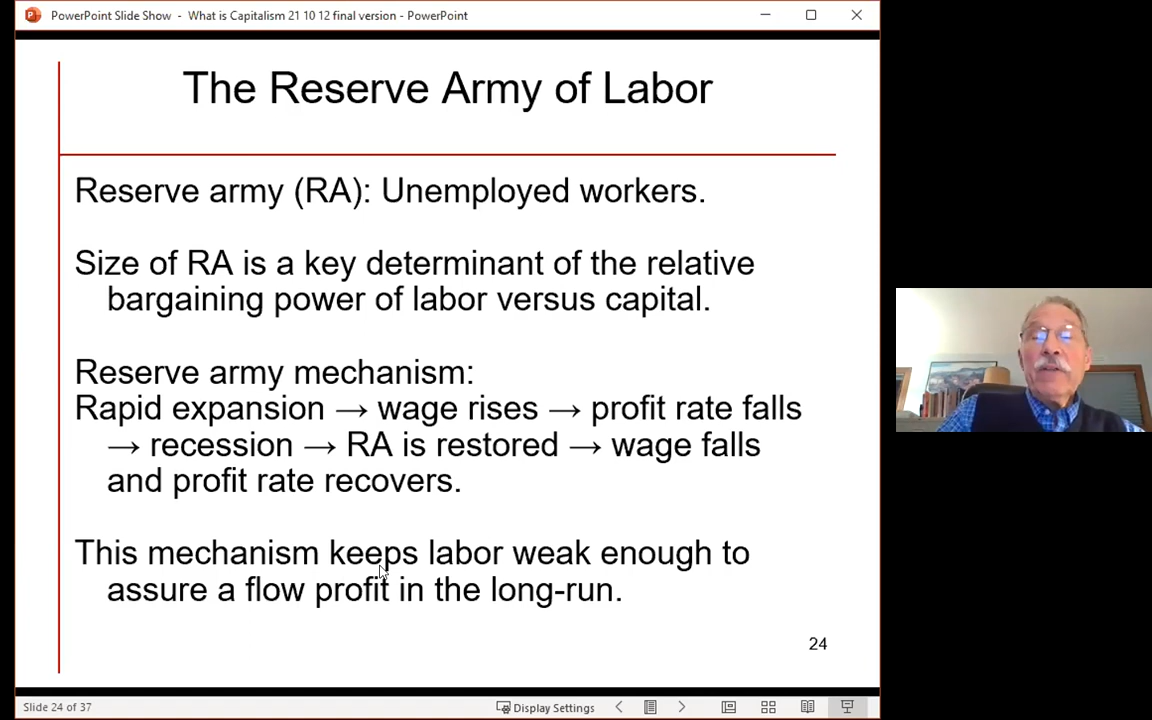 PowerPoint Slide Show - What is Capitalism 21 10 12 final version - PowerPoint
The Reserve Army of Labor
Reserve army (RA): Unemployed workers.
Size of RA is a key determinant of the relative
bargaining power of labor versus capital.
Reserve army mechanism:
Rapid expansion → wage rises → profit rate falls
→ recession → RA is restored → wage falls
and profit rate recovers.
This mechanism keeps labor weak enough to
assure a flow profit in the long-run.
24
Slide 24 of 37
Display Settings